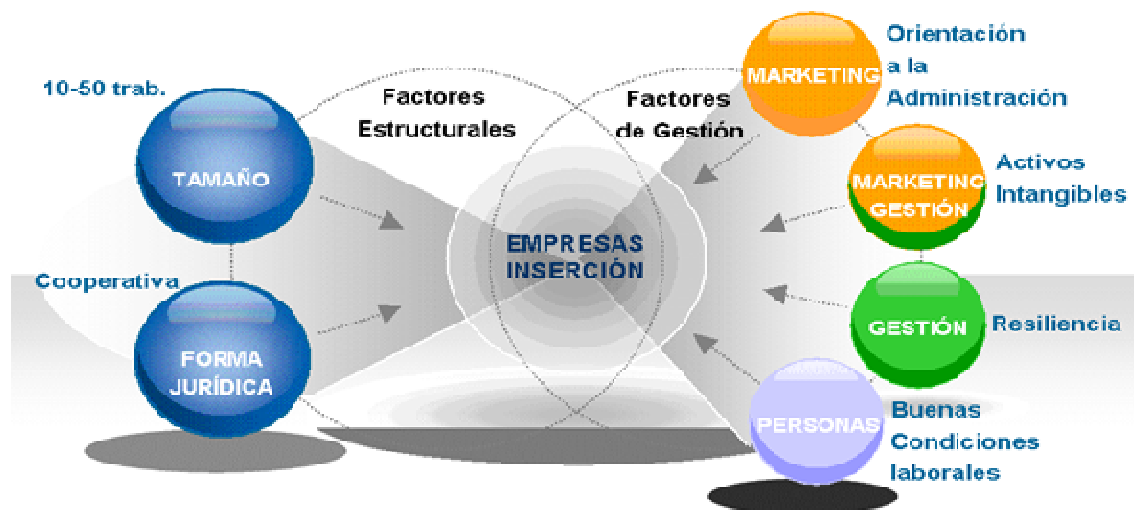 10-50 trab.
TAMAÑO
Cooperativa
FORMA
JURÍDICA
Factores
Estructurales
Factores
de Gestión
EMPRESAS
INSERCIÓN
MARKETING
Orientación
a la
Administración
MARKETING
GESTIÓN
Activos
Intangibles
GESTIÓN
Resiliencia
PERSONAS
Buenas
Condiciones
laborales